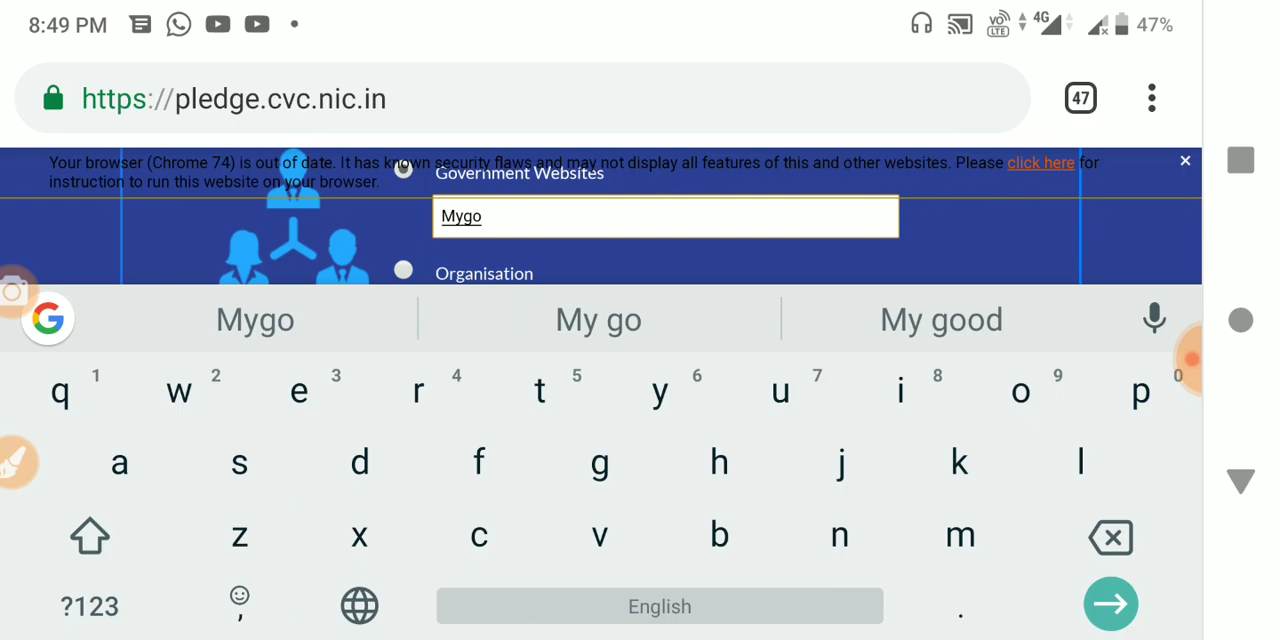 8:49 PM
VO)) LTE 4G 47%
https://pledge.cvc.nic.in 47
Your browser (Chrome 74) is out of date. It has known security flaws and may not display all features of this and other websites. Please click here for
instruction to run this website on your browser.
Government Websites
Mygo
Organisation
Mygo My go My good
q 1 w 2 e 3 r 4 t 5 y 6 u 7 i 8 o 9 p 0
a s d f g h j k l
z x c v b n m
?123 , English .